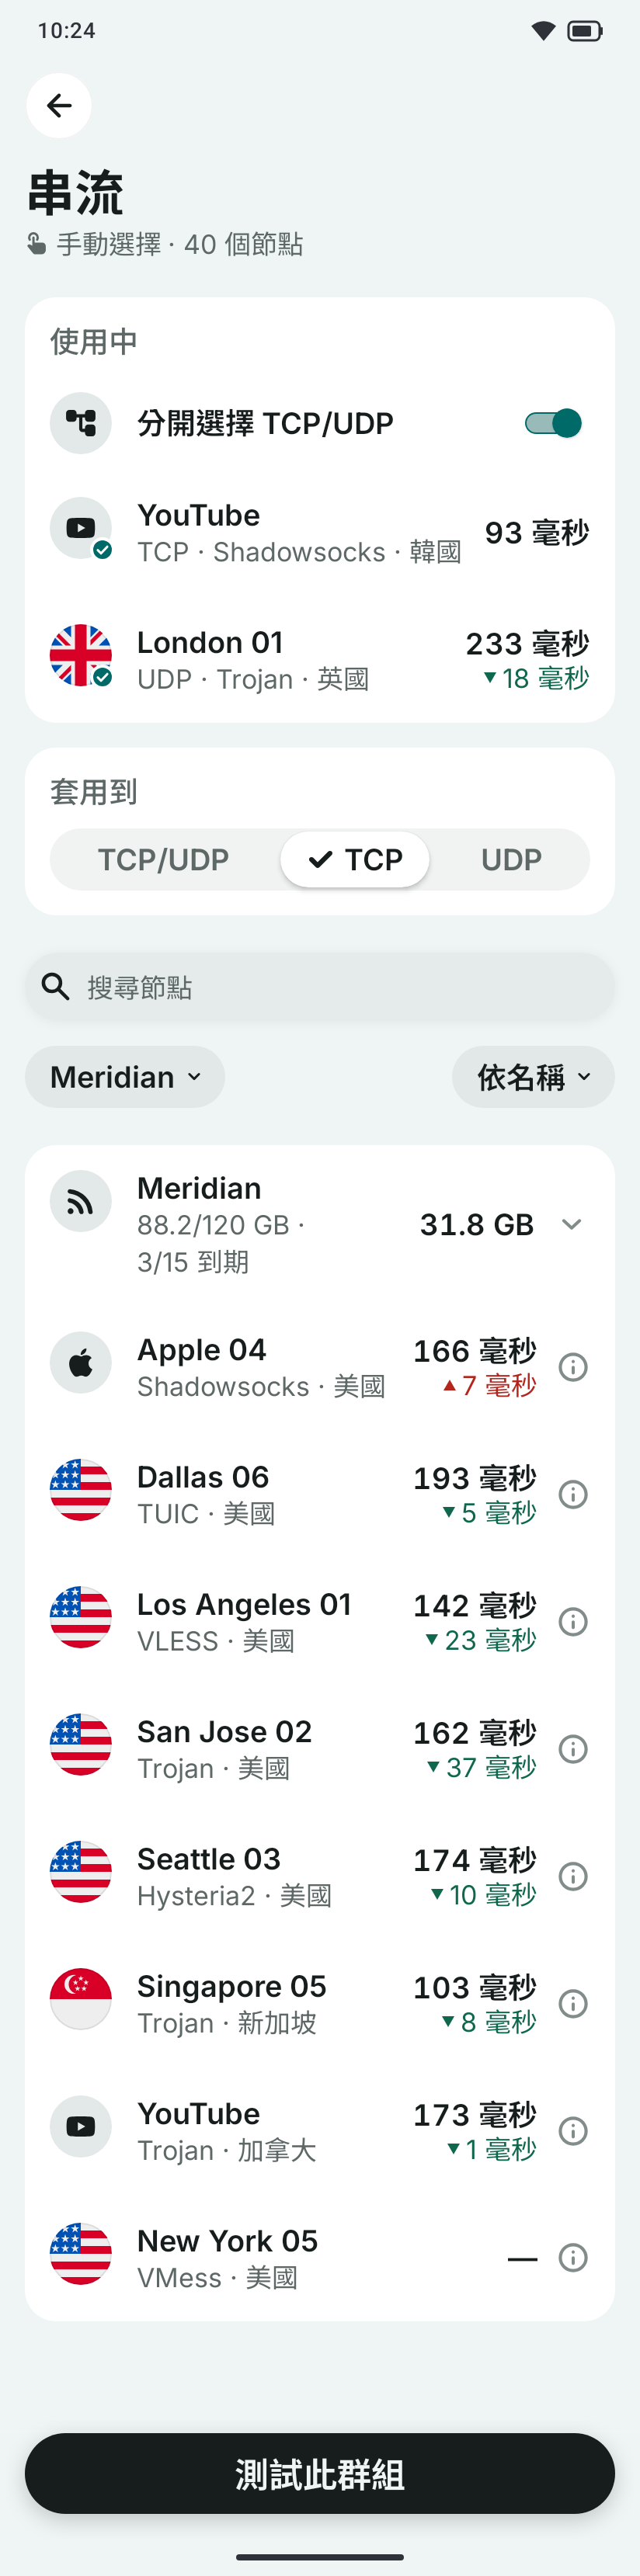 10:24
串流
手動選擇 · 40 個節點
使用中
分開選擇 TCP/UDP
YouTube
TCP · Shadowsocks · 韓國
93 毫秒
London 01
UDP · Trojan · 英國
233 毫秒
▼18 毫秒
套用到
TCP/UDP
TCP
UDP
搜尋節點
Meridian
依名稱
Meridian
88.2/120 GB ·
3/15 到期
31.8 GB
Apple 04
Shadowsocks · 美國
166 毫秒
▲7 毫秒
Dallas 06
TUIC · 美國
193 毫秒
▼5 毫秒
Los Angeles 01
VLESS · 美國
142 毫秒
▼23 毫秒
San Jose 02
Trojan · 美國
162 毫秒
▼37 毫秒
Seattle 03
Hysteria2 · 美國
174 毫秒
▼10 毫秒
Singapore 05
Trojan · 新加坡
103 毫秒
▼8 毫秒
YouTube
Trojan · 加拿大
173 毫秒
▼1 毫秒
New York 05
VMess · 美國
—
測試此群組